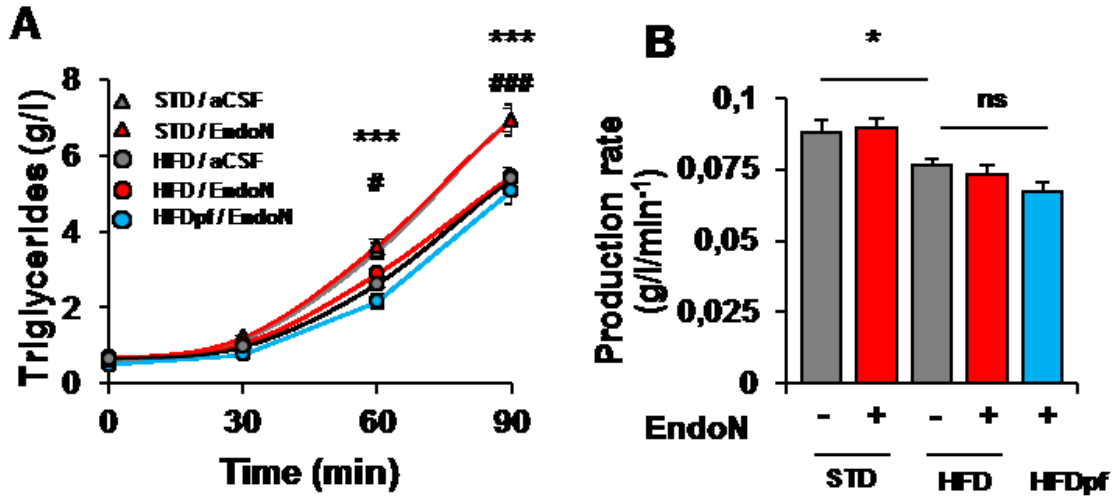 A
Triglycerides (g/l)
8
6
4
2
0
STD / aCSF
STD / EndoN
HFD / aCSF
HFD / EndoN
HFDpf / EndoN
***
#
***
###
0 30 60 90
Time (min)
B
Production rate
(g/l/min-1)
0,1
0,075
0,05
0,025
0
*
ns
EndoN - + - + +
STD HFD HFDpf